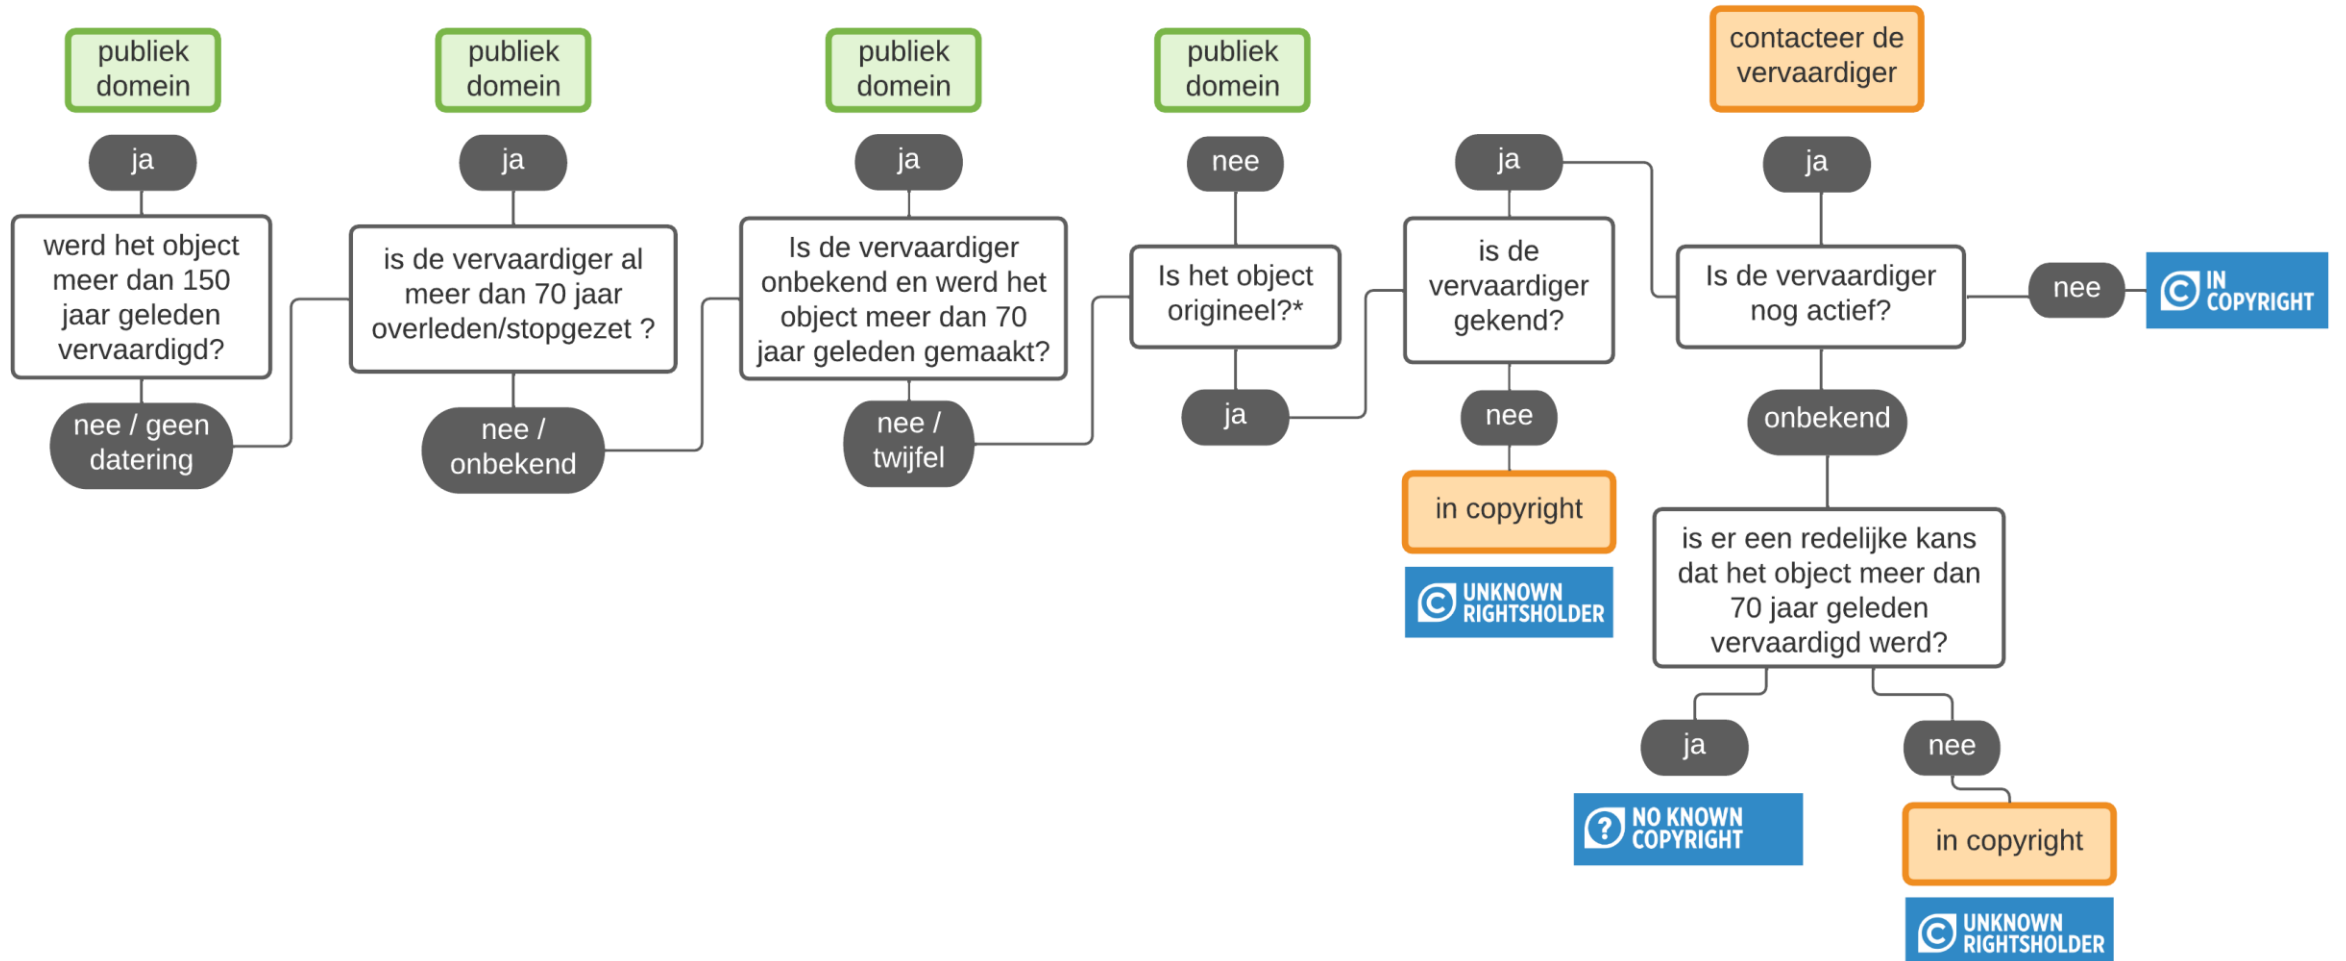 publiek
domein
ja
werd het object
meer dan 150
jaar geleden
vervaardigd?
nee / geen
datering
publiek
domein
ja
is de vervaardiger al
meer dan 70 jaar
overleden/stopgezet ?
nee /
onbekend
publiek
domein
ja
Is de vervaardiger
onbekend en werd het
object meer dan 70
jaar geleden gemaakt?
nee /
twijfel
publiek
domein
nee
Is het object
origineel?*
ja
ja
is de
vervaardiger
gekend?
nee
in copyright
UNKNOWN
RIGHTSHOLDER
contacteer de
vervaardiger
ja
Is de vervaardiger
nog actief?
nee
IN
COPYRIGHT
onbekend
is er een redelijke kans
dat het object meer dan
70 jaar geleden
vervaardigd werd?
ja
NO KNOWN
COPYRIGHT
nee
in copyright
UNKNOWN
RIGHTSHOLDER